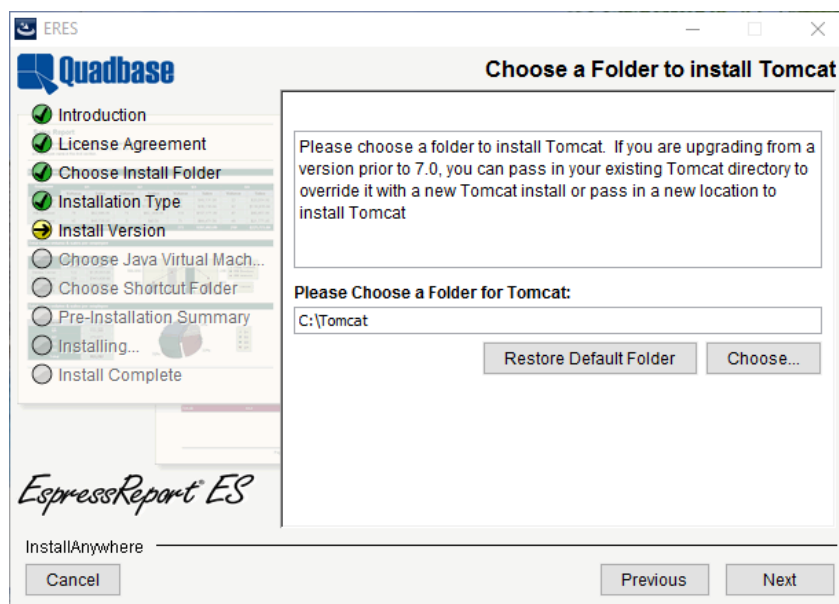 ERES
Quadbase
Choose a Folder to install Tomcat
Introduction
License Agreement
Choose Install Folder
Installation Type
Install Version
Choose Java Virtual Mach...
Choose Shortcut Folder
Pre-Installation Summary
Installing...
Install Complete
Please choose a folder to install Tomcat. If you are upgrading from a
version prior to 7.0, you can pass in your existing Tomcat directory to
override it with a new Tomcat install or pass in a new location to
install Tomcat
Please Choose a Folder for Tomcat:
C:\Tomcat
Restore Default Folder
Choose...
EspressReport® ES
InstallAnywhere
Cancel
Previous
Next